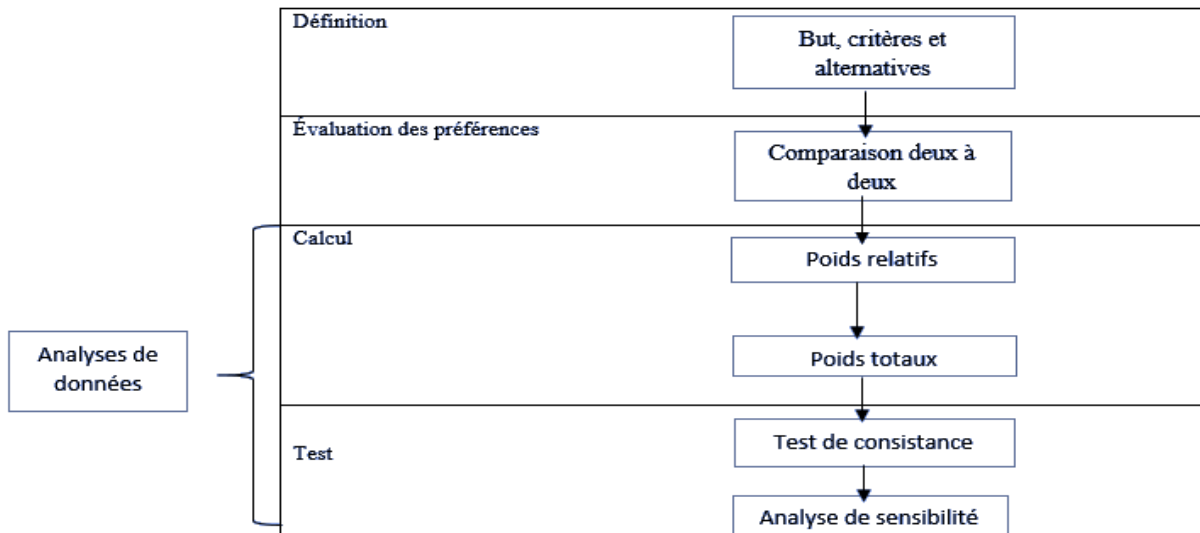 Définition
But, critères et
alternatives
Évaluation des préférences
Comparaison deux à
deux
Calcul
Poids relatifs
Analyses de
données
Poids totaux
Test
Test de consistance
Analyse de sensibilité